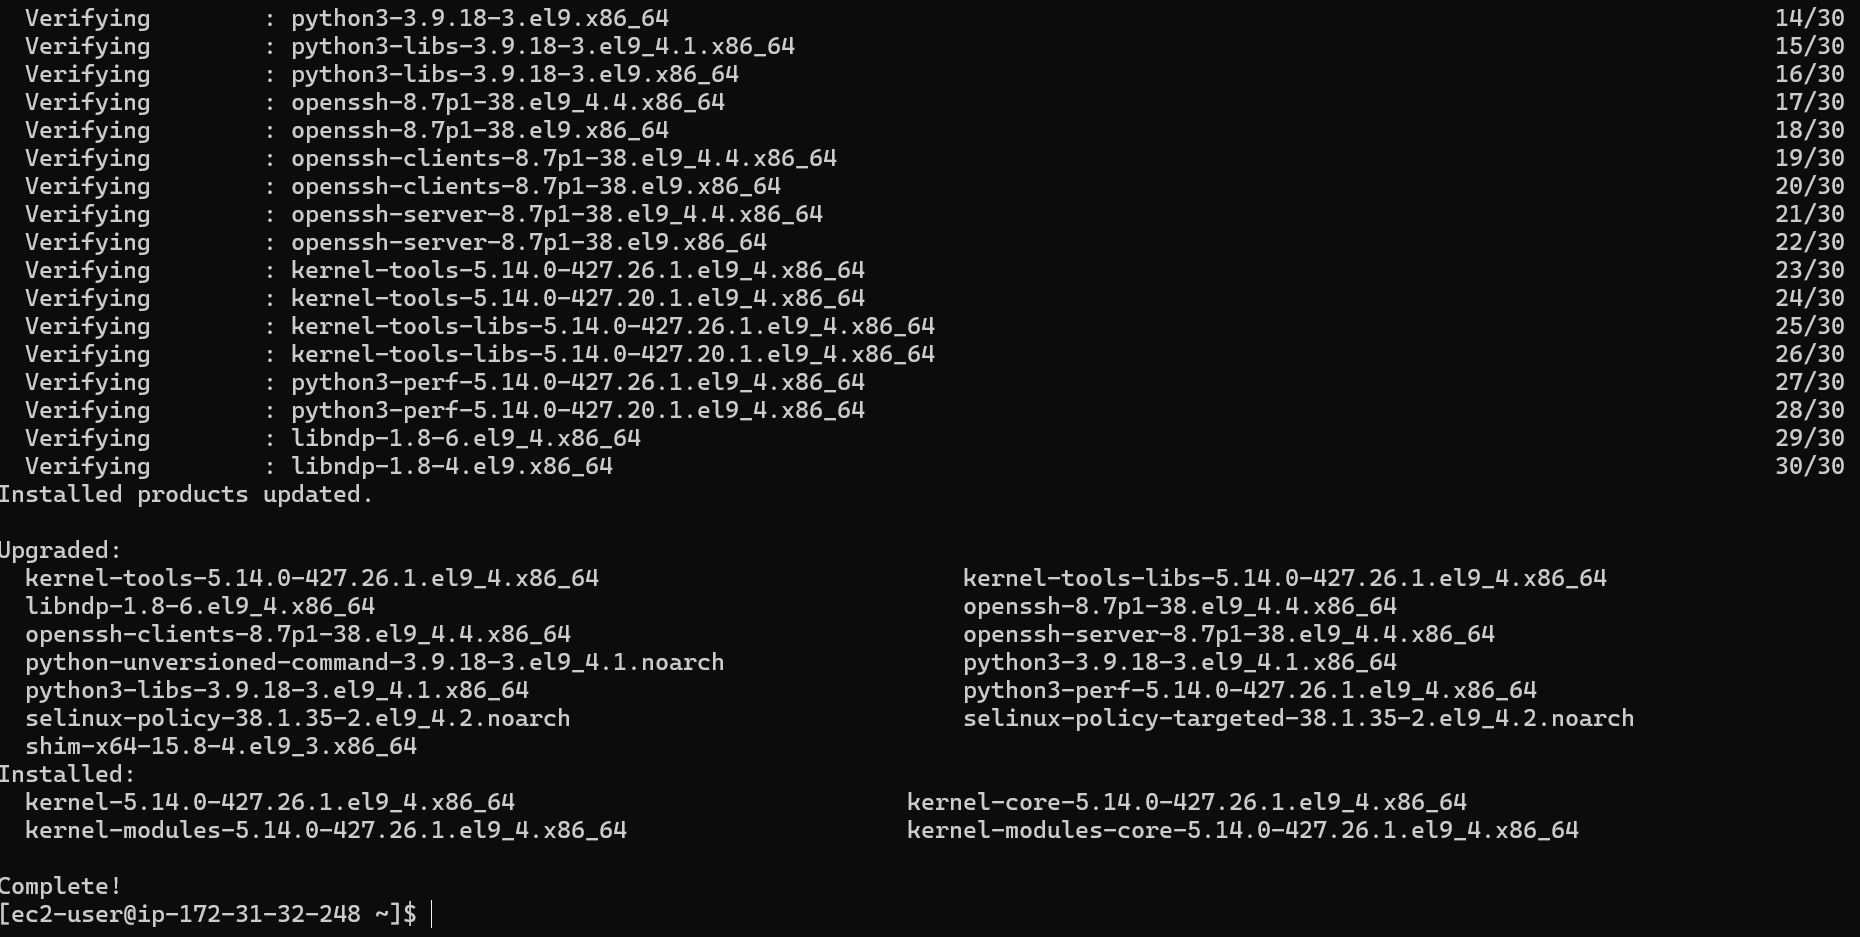 Verifying : python3-3.9.18-3.el9.x86_64 14/30
Verifying : python3-libs-3.9.18-3.el9_4.1.x86_64 15/30
Verifying : python3-libs-3.9.18-3.el9.x86_64 16/30
Verifying : openssh-8.7p1-38.el9_4.4.x86_64 17/30
Verifying : openssh-8.7p1-38.el9.x86_64 18/30
Verifying : openssh-clients-8.7p1-38.el9_4.4.x86_64 19/30
Verifying : openssh-clients-8.7p1-38.el9.x86_64 20/30
Verifying : openssh-server-8.7p1-38.el9_4.4.x86_64 21/30
Verifying : openssh-server-8.7p1-38.el9.x86_64 22/30
Verifying : kernel-tools-5.14.0-427.26.1.el9_4.x86_64 23/30
Verifying : kernel-tools-5.14.0-427.20.1.el9_4.x86_64 24/30
Verifying : kernel-tools-libs-5.14.0-427.26.1.el9_4.x86_64 25/30
Verifying : kernel-tools-libs-5.14.0-427.20.1.el9_4.x86_64 26/30
Verifying : python3-perf-5.14.0-427.26.1.el9_4.x86_64 27/30
Verifying : python3-perf-5.14.0-427.20.1.el9_4.x86_64 28/30
Verifying : libndp-1.8-6.el9_4.x86_64 29/30
Verifying : libndp-1.8-4.el9.x86_64 30/30
Installed products updated.
Upgraded:
kernel-tools-5.14.0-427.26.1.el9_4.x86_64 kernel-tools-libs-5.14.0-427.26.1.el9_4.x86_64
libndp-1.8-6.el9_4.x86_64 openssh-8.7p1-38.el9_4.4.x86_64
openssh-clients-8.7p1-38.el9_4.4.x86_64 openssh-server-8.7p1-38.el9_4.4.x86_64
python-unversioned-command-3.9.18-3.el9_4.1.noarch python3-3.9.18-3.el9_4.1.x86_64
python3-libs-3.9.18-3.el9_4.1.x86_64 python3-perf-5.14.0-427.26.1.el9_4.x86_64
selinux-policy-38.1.35-2.el9_4.2.noarch selinux-policy-targeted-38.1.35-2.el9_4.2.noarch
shim-x64-15.8-4.el9_3.x86_64
Installed:
kernel-5.14.0-427.26.1.el9_4.x86_64 kernel-core-5.14.0-427.26.1.el9_4.x86_64
kernel-modules-5.14.0-427.26.1.el9_4.x86_64 kernel-modules-core-5.14.0-427.26.1.el9_4.x86_64
Complete!
[ec2-user@ip-172-31-32-248 ~]$